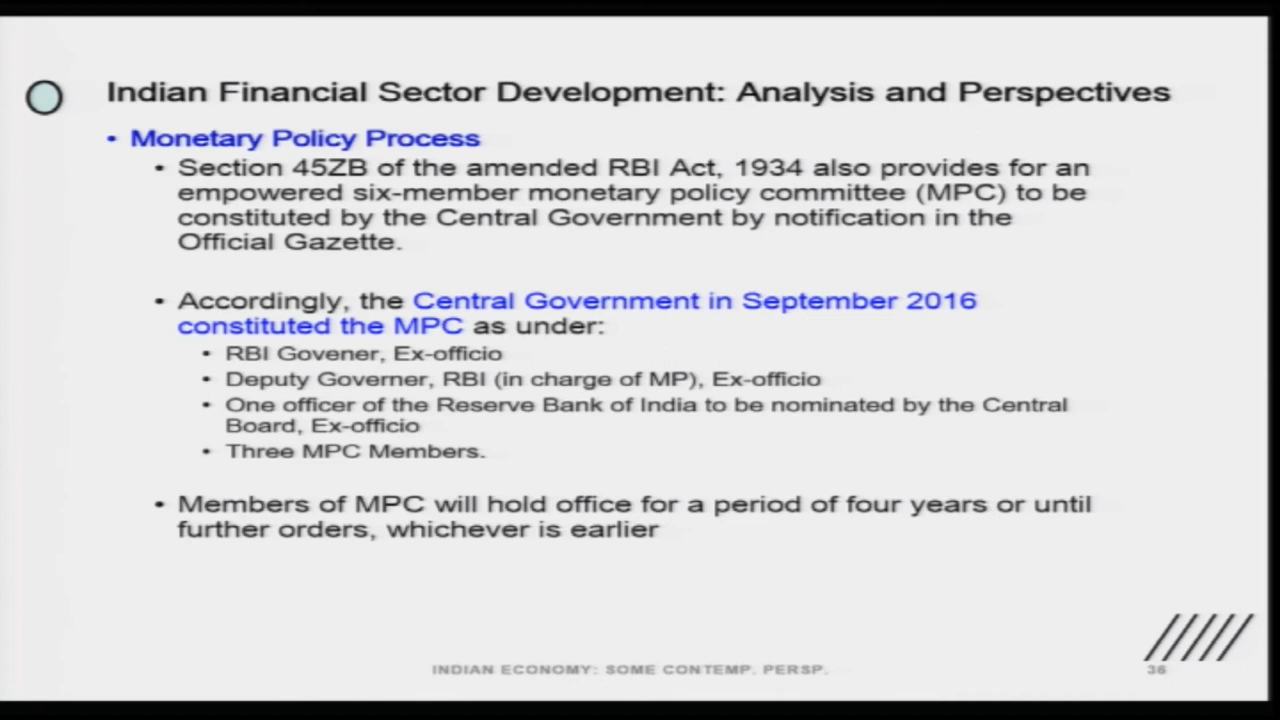 Indian Financial Sector Development: Analysis and Perspectives
• Monetary Policy Process
• Section 45ZB of the amended RBI Act, 1934 also provides for an
empowered six-member monetary policy committee (MPC) to be
constituted by the Central Government by notification in the
Official Gazette.
• Accordingly, the Central Government in September 2016
constituted the MPC as under:
• RBI Govener, Ex-officio
• Deputy Governer, RBI (in charge of MP), Ex-officio
• One officer of the Reserve Bank of India to be nominated by the Central
Board, Ex-officio
• Three MPC Members.
• Members of MPC will hold office for a period of four years or until
further orders, whichever is earlier
INDIAN ECONOMY: SOME CONTEMP. PERSP.
36